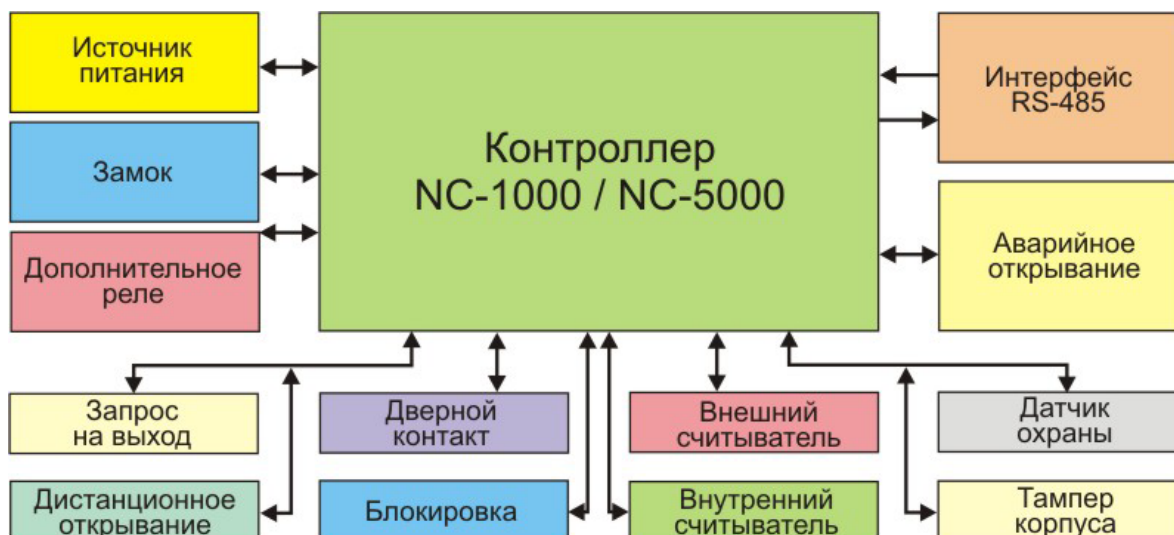 Источник
питания
Замок
Дополнительное
реле
Контроллер
NC-1000 / NC-5000
Интерфейс
RS-485
Аварийное
открывание
Запрос
на выход
Дверной
контакт
Внешний
считыватель
Датчик
охраны
Дистанционное
открывание
Блокировка
Внутренний
считыватель
Тампер
корпуса